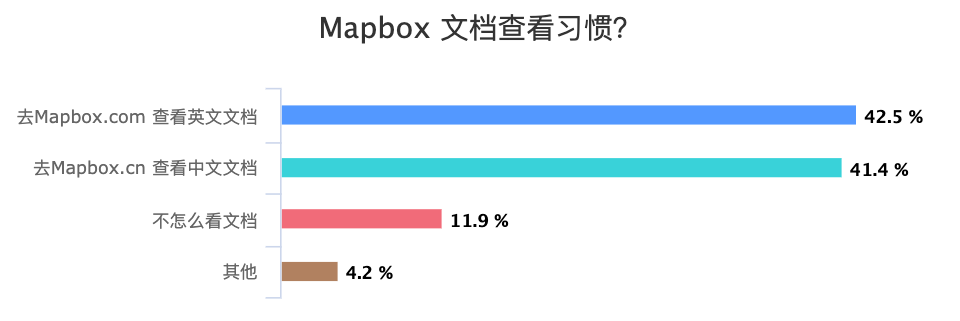 Mapbox 文档查看习惯?
去Mapbox.com 查看英文文档 42.5 %
去Mapbox.cn 查看中文文档 41.4 %
不怎么看文档 11.9 %
其他 4.2 %